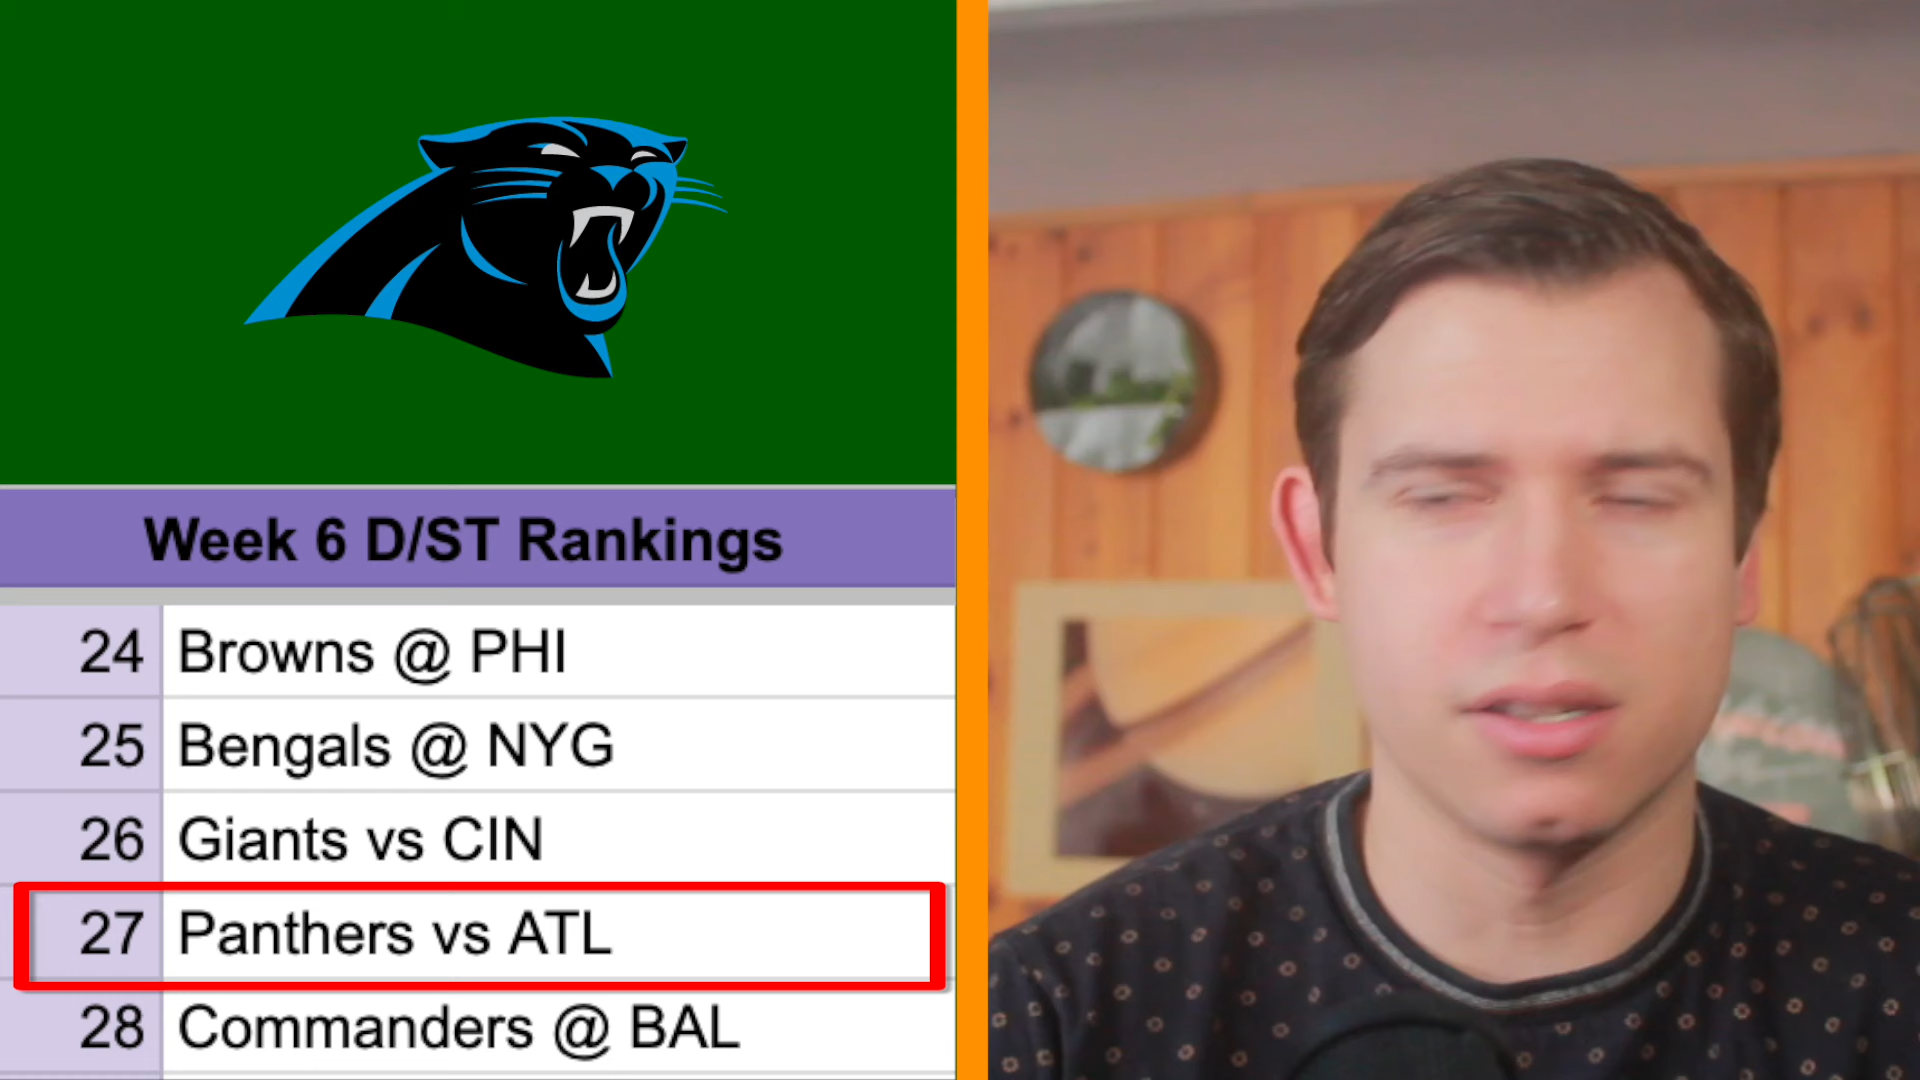 Week 6 D/ST Rankings
24 Browns @ PHI
25 Bengals @ NYG
26 Giants vs CIN
27 Panthers vs ATL
28 Commanders @ BAL